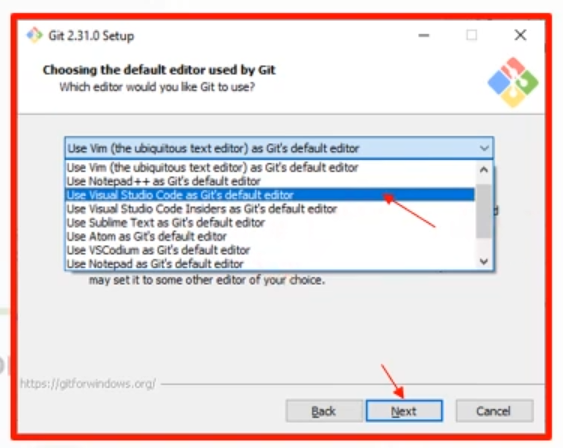 Git 2.31.0 Setup
Choosing the default editor used by Git
Which editor would you like Git to use?
Use Vim (the ubiquitous text editor) as Git's default editor
Use Vim (the ubiquitous text editor) as Git's default editor
Use Notepad++ as Git's default editor
Use Visual Studio Code as Git's default editor
Use Visual Studio Code Insiders as Git's default editor
Use Sublime Text as Git's default editor
Use Atom as Git's default editor
Use VSCodium as Git's default editor
Use Notepad as Git's default editor
may set it to some other editor of your choice.
https://gitforwindows.org/
Back Next Cancel